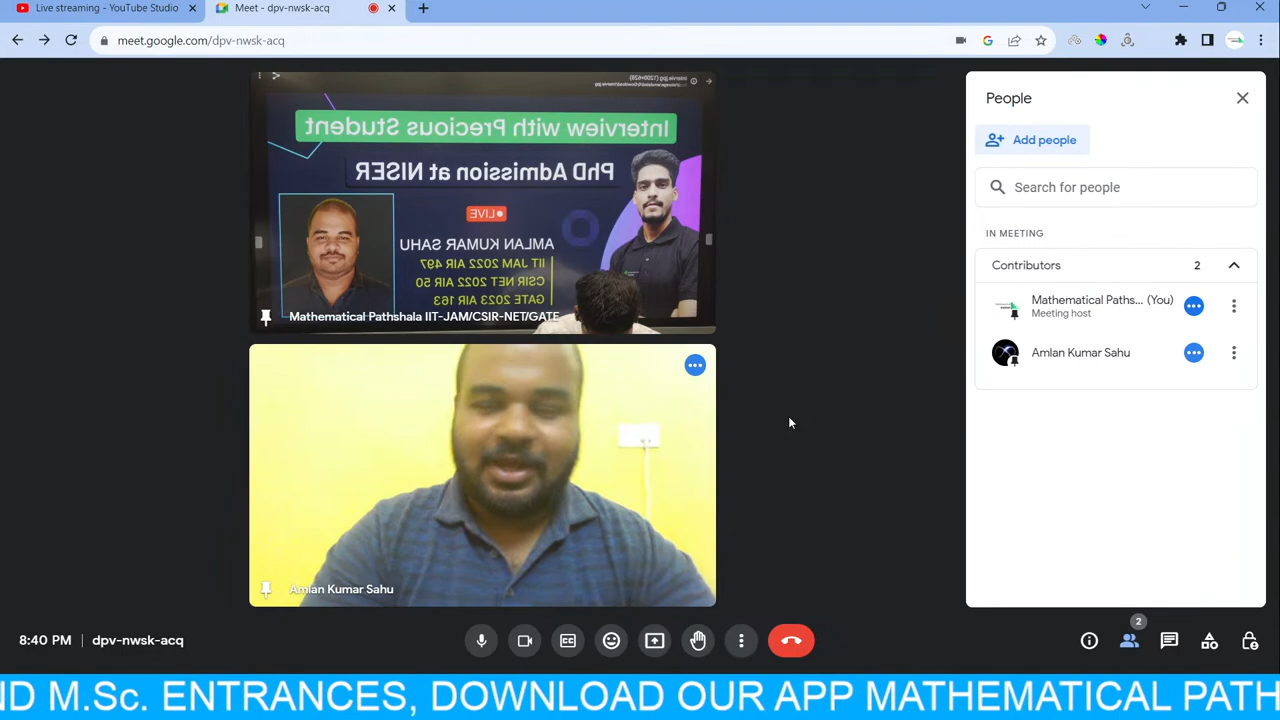 Live streaming - YouTube Studio
Meet - dpv-nwsk-acq
meet.google.com/dpv-nwsk-acq
Interview with Precious Student
PhD Admission at NISER
LIVE
AMLAN KUMAR SAHU
IIT JAM 2022 AIR 497
CSIR NET 2022 AIR 50
GATE 2023 AIR 163
Mathematical Pathshala IIT-JAM/CSIR-NET/GATE
Amlan Kumar Sahu
People
Add people
Search for people
IN MEETING
Contributors 2
Mathematical Paths... (You)
Meeting host
Amlan Kumar Sahu
8:40 PM | dpv-nwsk-acq
CC
2
ND M.Sc. ENTRANCES, DOWNLOAD OUR APP MATHEMATICAL PATH